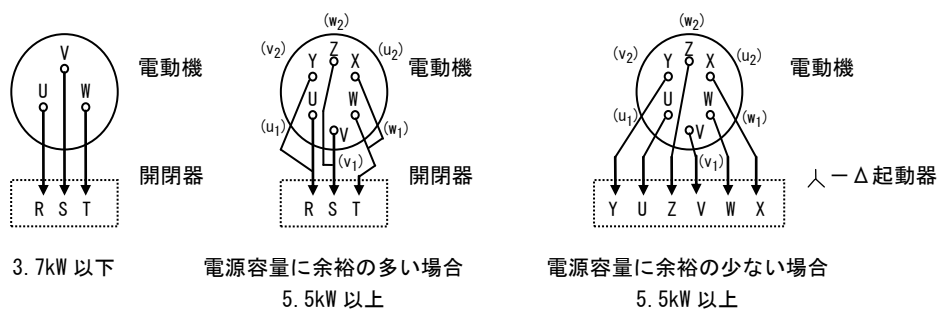 V
U W
電動機
開閉器
R S T
3.7kW 以下
(w2)
(v2) (u2)
Y Z X
U W
電動機
(u1) V (w1)
(v1)
開閉器
R S T
電源容量に余裕の多い場合
5.5kW 以上
(w2)
(v2) (u2)
Y Z X
U W
電動機
(u1) V (w1)
(v1)
人−Δ起動器
Y U Z V W X
電源容量に余裕の少ない場合
5.5kW 以上